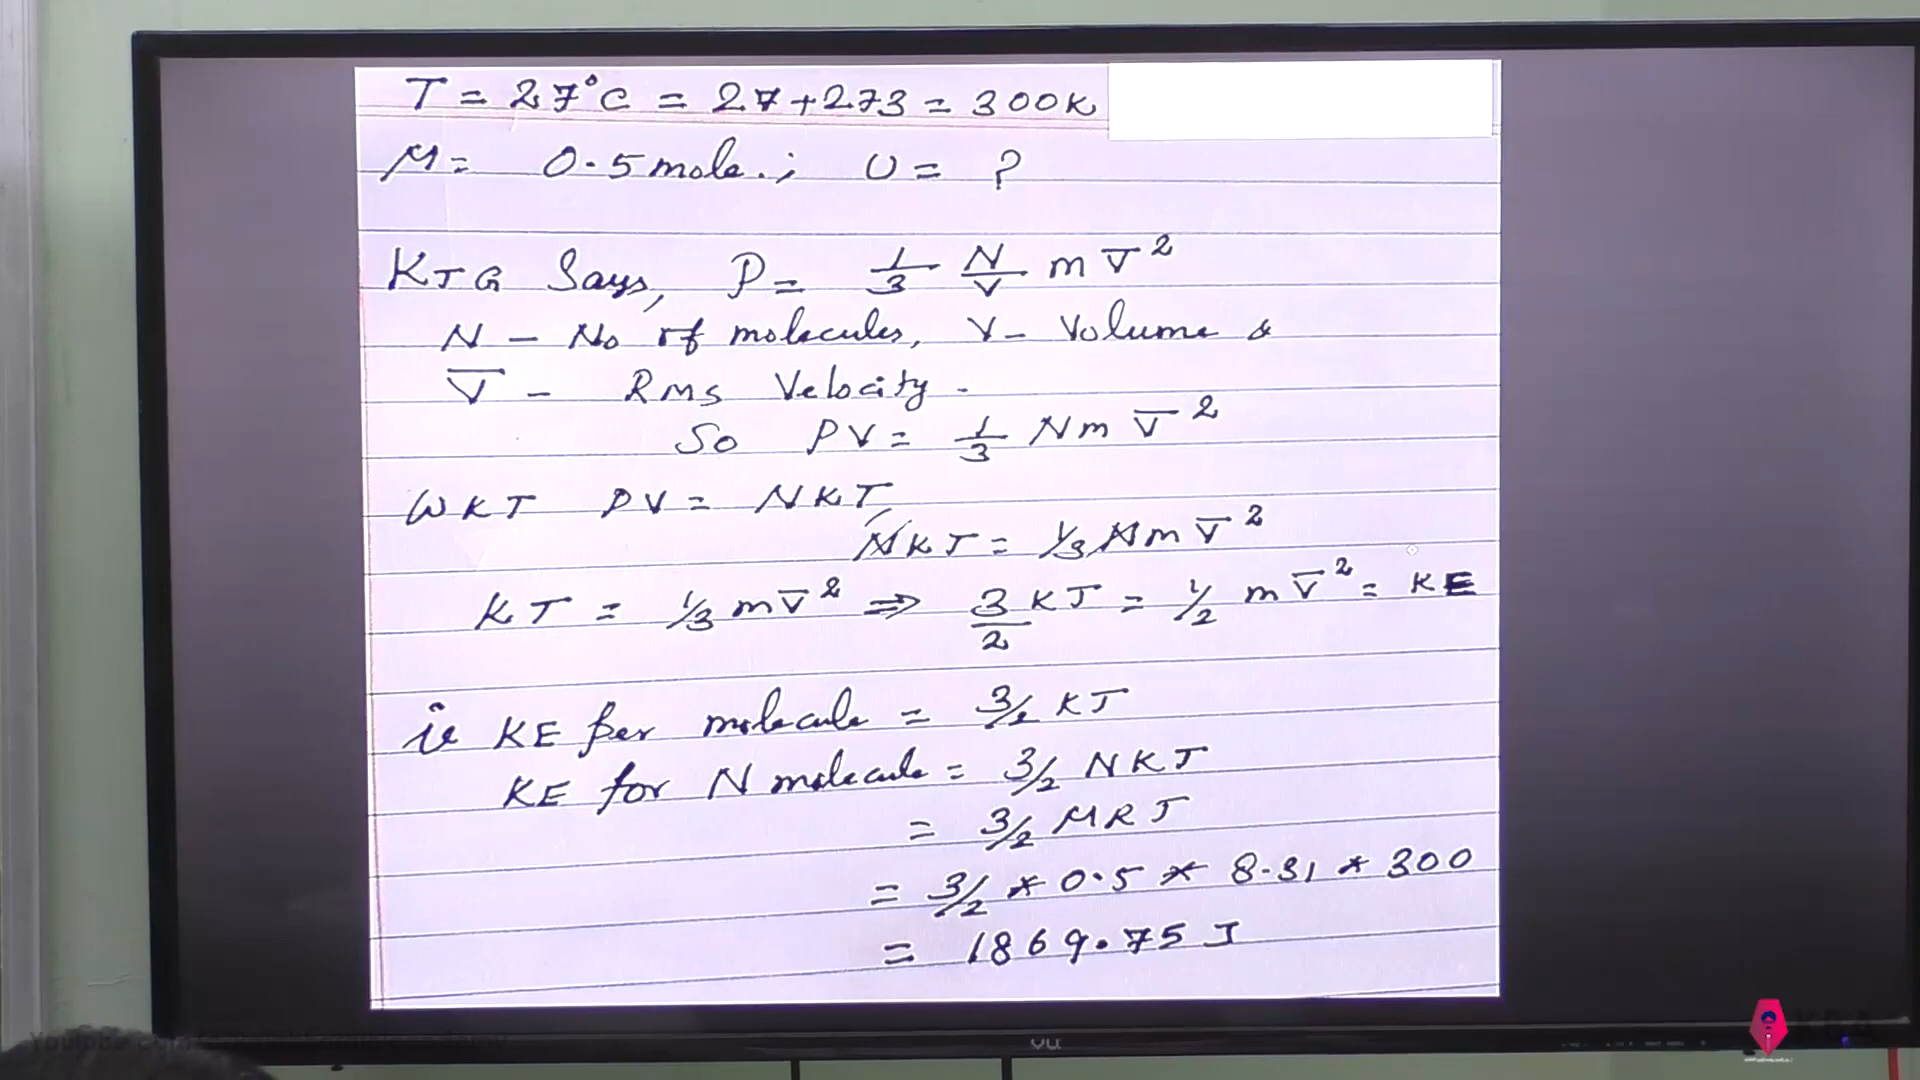 T = 27°C = 27+273 = 300K
M = 0.5 mole.; U = ?
KTG Says, P = 1/3 N/V m V̅²
N – No of molecules, V – Volume &
V̅ – Rms Velocity -
So PV = 1/3 Nm V̅²
WKT PV = NKT
NKT = 1/3 Nm V̅²
KT = 1/3 mV̅² ⇒ 3/2 KT = 1/2 m V̅² = KE
ie KE per molecule = 3/2 KT
KE for N molecule = 3/2 NKT
= 3/2 MRT
= 3/2 * 0.5 * 8.31 * 300
= 1869.75 J
VU